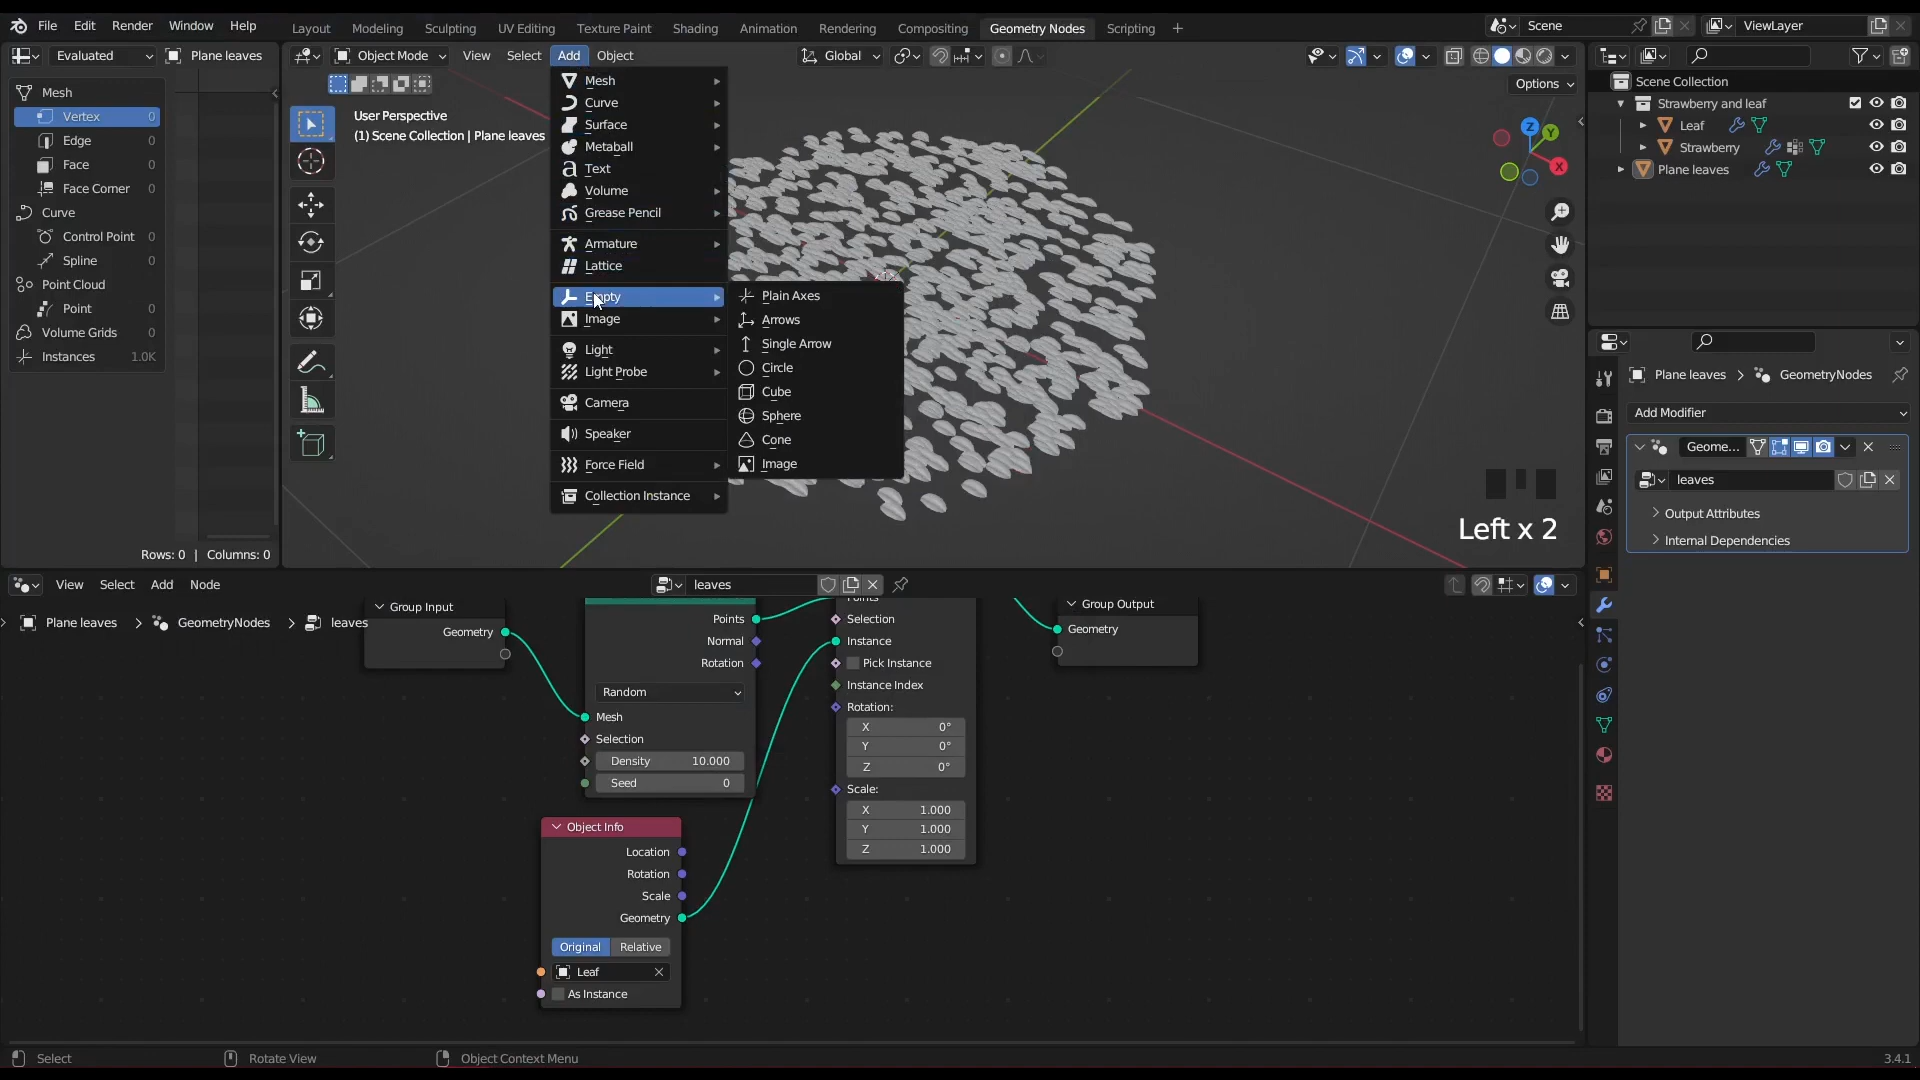 File Edit Render Window Help
Layout Modeling Sculpting UV Editing Texture Paint Shading Animation Rendering Compositing Geometry Nodes Scripting +
Scene
ViewLayer
Evaluated
Plane leaves
Object Mode
View Select Add Object
Global
Options
Mesh
Vertex 0
Edge 0
Face 0
Face Corner 0
Curve
Control Point 0
Spline 0
Point Cloud
Point 0
Volume Grids 0
Instances 1.0K
Rows: 0 | Columns: 0
User Perspective
(1) Scene Collection | Plane leaves
Mesh
Curve
Surface
Metaball
Text
Volume
Grease Pencil
Armature
Lattice
Empty
Image
Light
Light Probe
Camera
Speaker
Force Field
Collection Instance
Plain Axes
Arrows
Single Arrow
Circle
Cube
Sphere
Cone
Image
Z
Y
X
Left x 2
Scene Collection
Strawberry and leaf
Leaf
Strawberry
Plane leaves
Plane leaves > GeometryNodes
Add Modifier
Geome...
leaves
Output Attributes
Internal Dependencies
View Select Add Node
leaves
Plane leaves > GeometryNodes > leaves
Group Input
Geometry
Points
Normal
Rotation
Random
Mesh
Selection
Density 10.000
Seed 0
Object Info
Location
Rotation
Scale
Geometry
Original Relative
Leaf
As Instance
Points
Selection
Instance
Pick Instance
Instance Index
Rotation:
X 0°
Y 0°
Z 0°
Scale:
X 1.000
Y 1.000
Z 1.000
Group Output
Geometry
Select
Rotate View
Object Context Menu
3.4.1